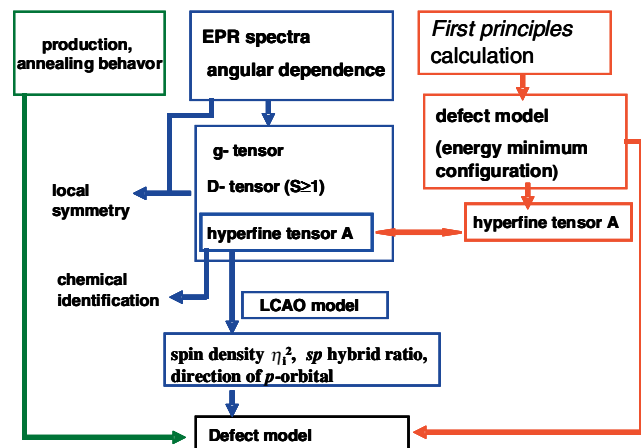 production,
annealing behavor
EPR spectra
angular dependence
First principles
calculation
defect model
(energy minimum
configuration)
g- tensor
D- tensor (S≥1)
hyperfine tensor A
hyperfine tensor A
local
symmetry
chemical
identification
LCAO model
spin density ηᵢ², sp hybrid ratio,
direction of p-orbital
Defect model